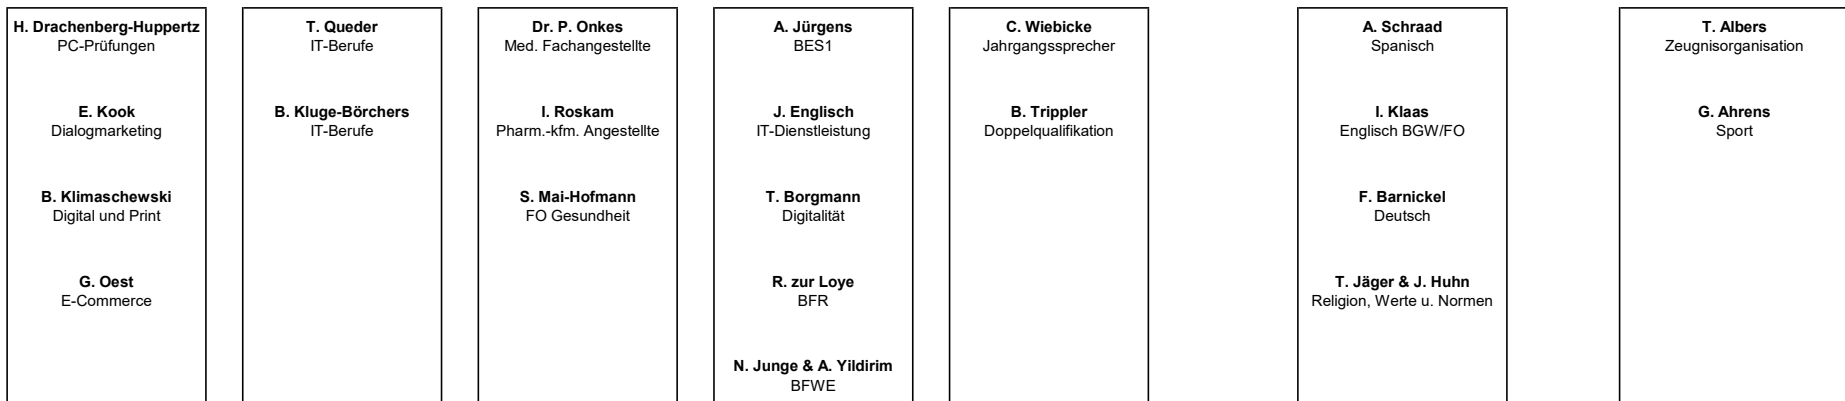 H. Drachenberg-Huppertz
PC-Prüfungen
E. Kook
Dialogmarketing
B. Klimaschewski
Digital und Print
G. Oest
E-Commerce
T. Queder
IT-Berufe
B. Kluge-Börchers
IT-Berufe
Dr. P. Onkes
Med. Fachangestellte
I. Roskam
Pharm.-kfm. Angestellte
S. Mai-Hofmann
FO Gesundheit
A. Jürgens
BES1
J. Englisch
IT-Dienstleistung
T. Borgmann
Digitalität
R. zur Loye
BFR
N. Junge & A. Yildirim
BFWE
C. Wiebicke
Jahrgangssprecher
B. Trippler
Doppelqualifikation
A. Schraad
Spanisch
I. Klaas
Englisch BGW/FO
F. Barnickel
Deutsch
T. Jäger & J. Huhn
Religion, Werte u. Normen
T. Albers
Zeugnisorganisation
G. Ahrens
Sport